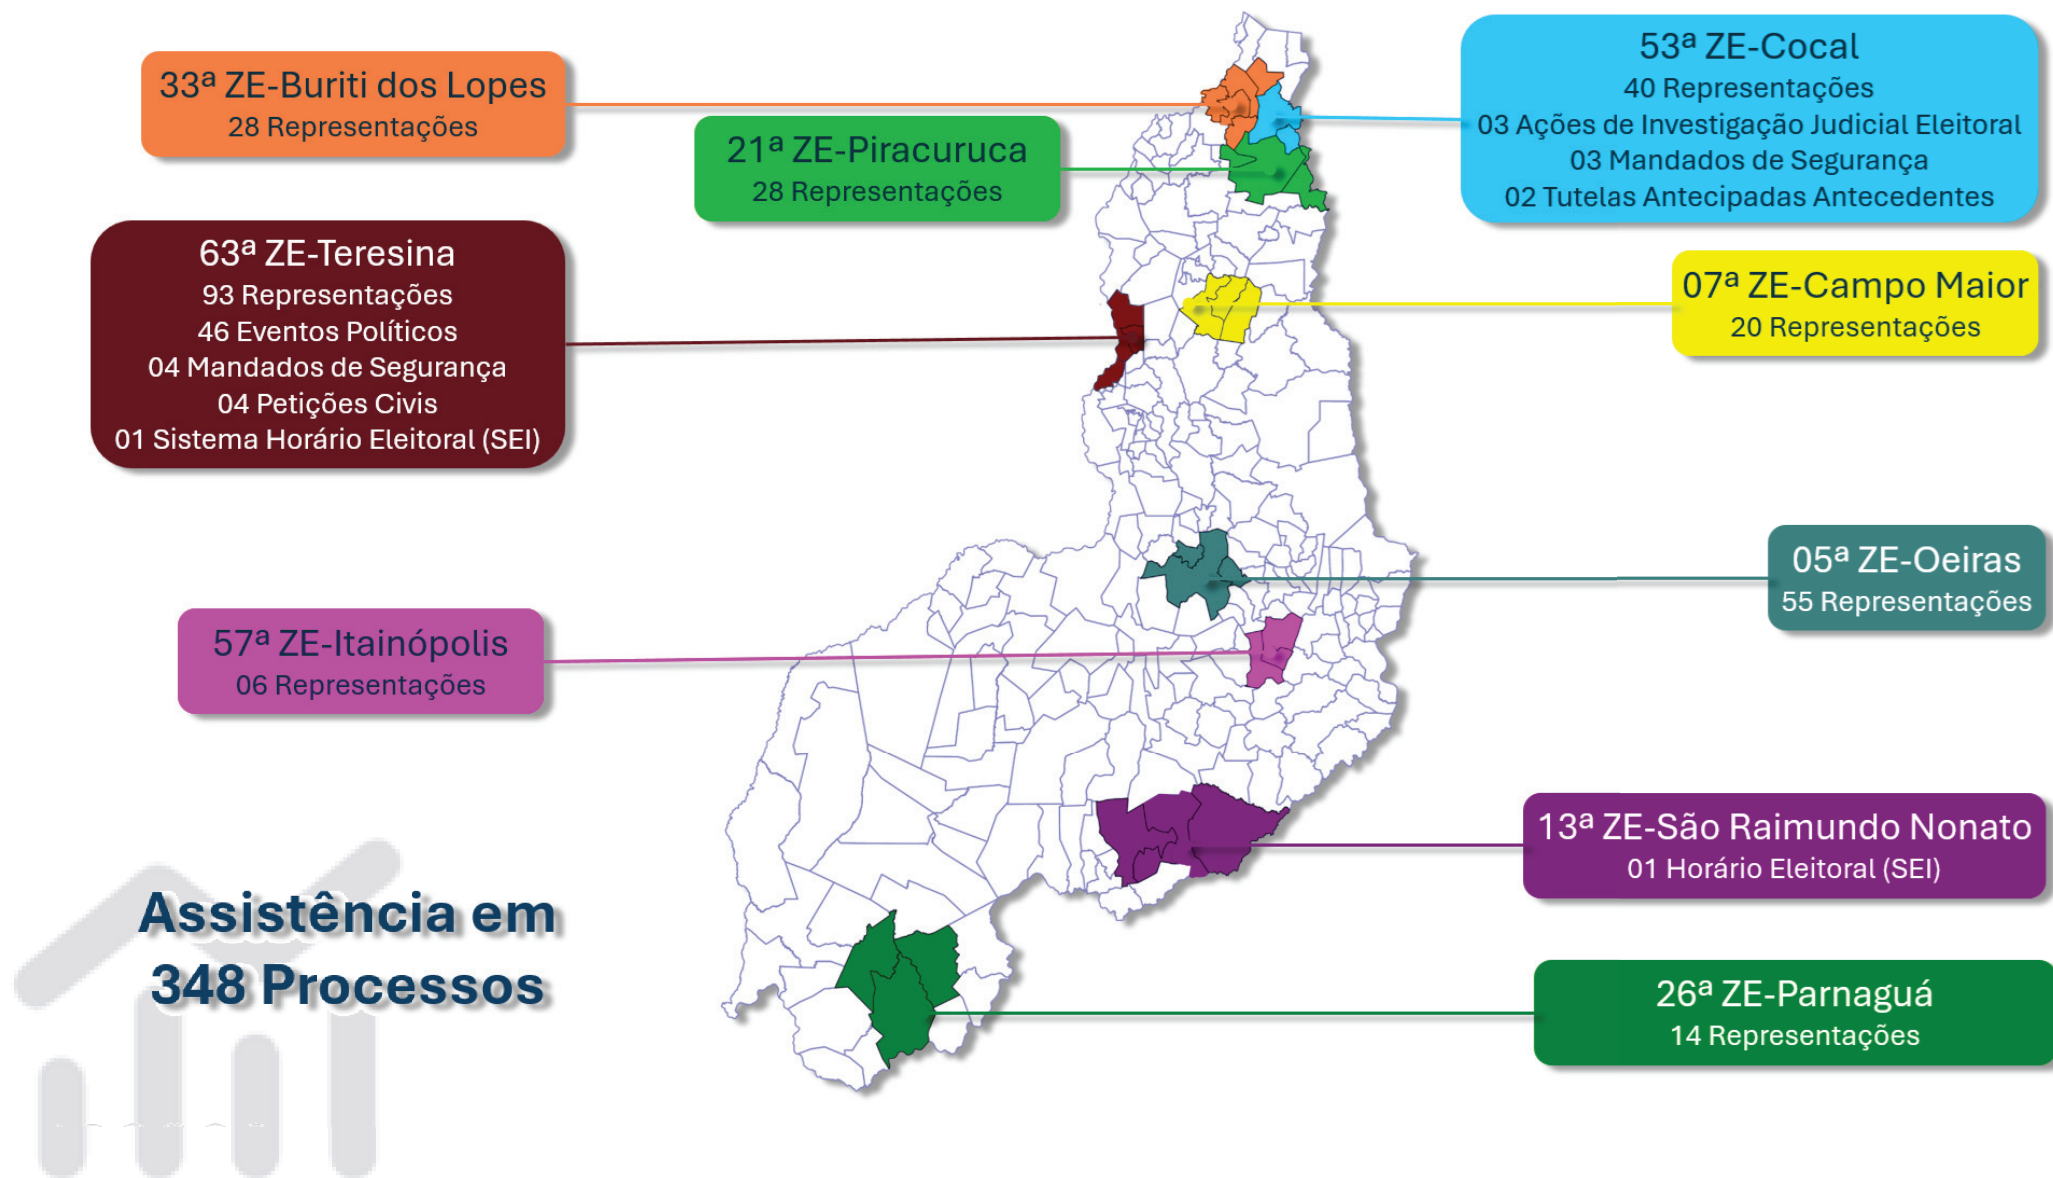 33ª ZE-Buriti dos Lopes
28 Representações
53ª ZE-Cocal
40 Representações
03 Ações de Investigação Judicial Eleitoral
03 Mandados de Segurança
02 Tutelas Antecipadas Antecedentes
21ª ZE-Piracuruca
28 Representações
63ª ZE-Teresina
93 Representações
46 Eventos Políticos
04 Mandados de Segurança
04 Petições Civis
01 Sistema Horário Eleitoral (SEI)
07ª ZE-Campo Maior
20 Representações
05ª ZE-Oeiras
55 Representações
57ª ZE-Itainópolis
06 Representações
13ª ZE-São Raimundo Nonato
01 Horário Eleitoral (SEI)
Assistência em
348 Processos
26ª ZE-Parnaguá
14 Representações